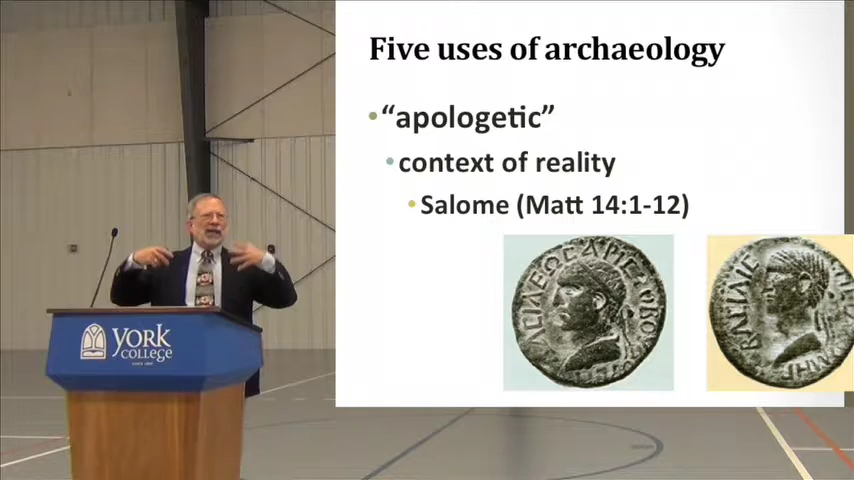 Five uses of archaeology
• “apologetic”
• context of reality
• Salome (Matt 14:1-12)
york
COLLEGE